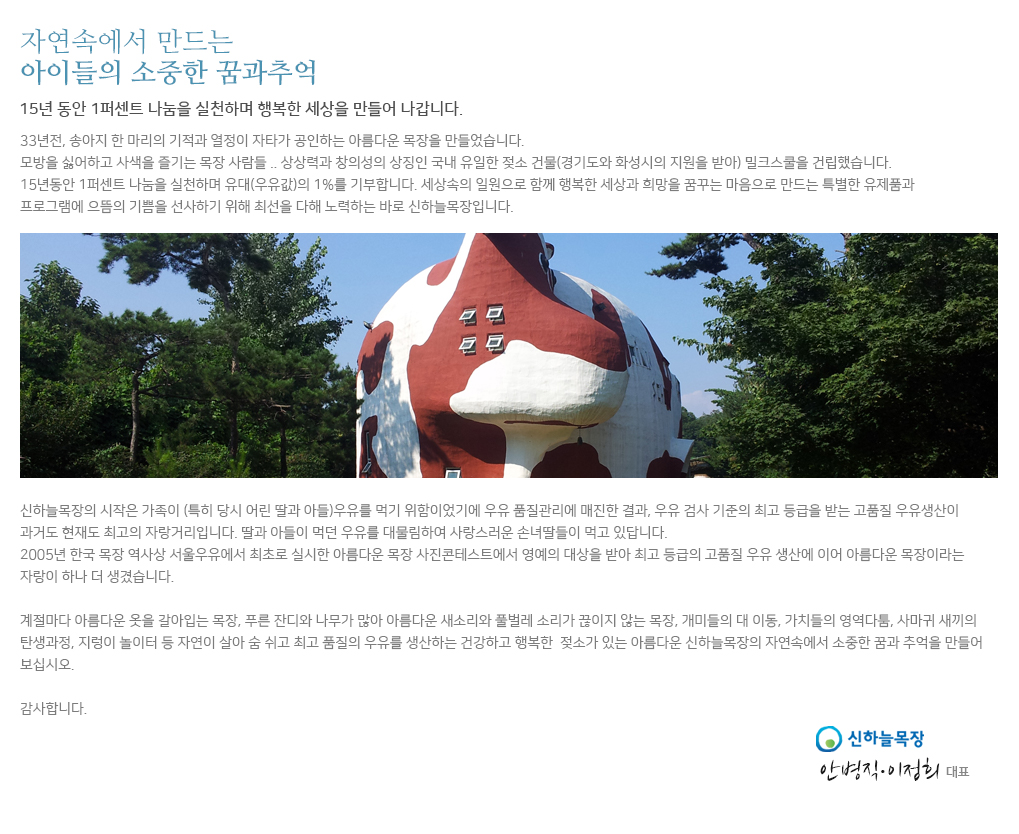 자연속에서 만드는
아이들의 소중한 꿈과추억
15년 동안 1퍼센트 나눔을 실천하며 행복한 세상을 만들어 나갑니다.
33년전, 송아지 한 마리의 기적과 열정이 자타가 공인하는 아름다운 목장을 만들었습니다.
모방을 싫어하고 사색을 즐기는 목장 사람들 .. 상상력과 창의성의 상징인 국내 유일한 젖소 건물(경기도와 화성시의 지원을 받아) 밀크스쿨을 건립했습니다.
15년동안 1퍼센트 나눔을 실천하며 유대(우유값)의 1%를 기부합니다. 세상속의 일원으로 함께 행복한 세상과 희망을 꿈꾸는 마음으로 만드는 특별한 유제품과
프로그램에 으뜸의 기쁨을 선사하기 위해 최선을 다해 노력하는 바로 신하늘목장입니다.
신하늘목장의 시작은 가족이 (특히 당시 어린 딸과 아들)우유를 먹기 위함이었기에 우유 품질관리에 매진한 결과, 우유 검사 기준의 최고 등급을 받는 고품질 우유생산이
과거도 현재도 최고의 자랑거리입니다. 딸과 아들이 먹던 우유를 대물림하여 사랑스러운 손녀딸들이 먹고 있답니다.
2005년 한국 목장 역사상 서울우유에서 최초로 실시한 아름다운 목장 사진콘테스트에서 영예의 대상을 받아 최고 등급의 고품질 우유 생산에 이어 아름다운 목장이라는
자랑이 하나 더 생겼습니다.
계절마다 아름다운 옷을 갈아입는 목장, 푸른 잔디와 나무가 많아 아름다운 새소리와 풀벌레 소리가 끊이지 않는 목장, 개미들의 대 이동, 가치들의 영역다툼, 사마귀 새끼의
탄생과정, 지렁이 놀이터 등 자연이 살아 숨 쉬고 최고 품질의 우유를 생산하는 건강하고 행복한  젖소가 있는 아름다운 신하늘목장의 자연속에서 소중한 꿈과 추억을 만들어
보십시오.
감사합니다.
신하늘목장
안병직·이정희 대표